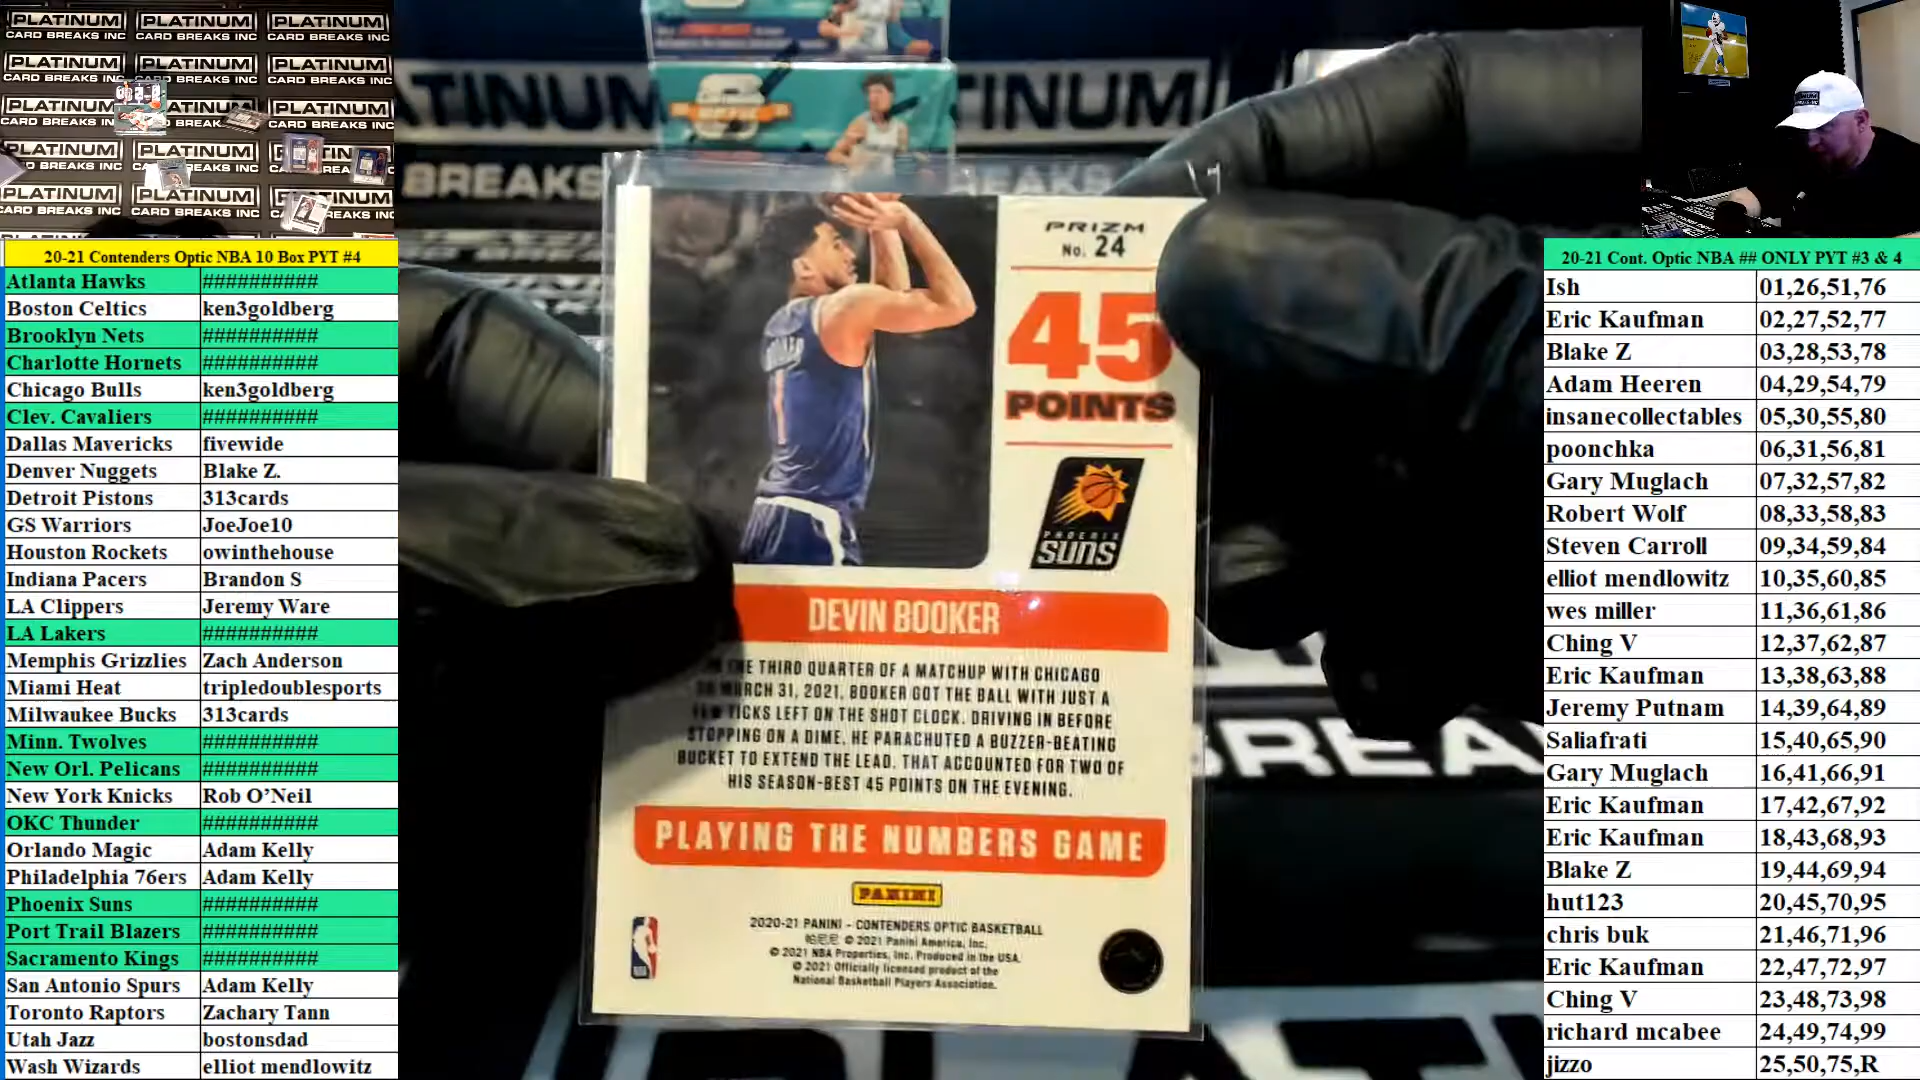 20-21 Contenders Optic NBA 10 Box PYT #4
Atlanta Hawks ##########
Boston Celtics ken3goldberg
Brooklyn Nets ##########
Charlotte Hornets ##########
Chicago Bulls ken3goldberg
Clev. Cavaliers ##########
Dallas Mavericks fivewide
Denver Nuggets Blake Z.
Detroit Pistons 313cards
GS Warriors JoeJoe10
Houston Rockets owinthehouse
Indiana Pacers Brandon S
LA Clippers Jeremy Ware
LA Lakers ##########
Memphis Grizzlies Zach Anderson
Miami Heat tripledoublesports
Milwaukee Bucks 313cards
Minn. Twolves ##########
New Orl. Pelicans ##########
New York Knicks Rob O'Neil
OKC Thunder ##########
Orlando Magic Adam Kelly
Philadelphia 76ers Adam Kelly
Phoenix Suns ##########
Port Trail Blazers ##########
Sacramento Kings ##########
San Antonio Spurs Adam Kelly
Toronto Raptors Zachary Tann
Utah Jazz bostonsdad
Wash Wizards elliot mendlowitz
PLATINUM PLATINUM PLATINUM
CARD BREAKS INC CARD BREAKS INC CARD BREAKS INC
PLATINUM PLATINUM PLATINUM
CARD BREAKS INC CARD BREAKS INC CARD BREAKS INC
PRIZM
No. 24
45
POINTS
PHOENIX
SUNS
DEVIN BOOKER
THE THIRD QUARTER OF A MATCHUP WITH CHICAGO
MARCH 31, 2021, BOOKER GOT THE BALL WITH JUST A
FEW TICKS LEFT ON THE SHOT CLOCK. DRIVING IN BEFORE
STOPPING ON A DIME, HE PARACHUTED A BUZZER-BEATING
BUCKET TO EXTEND THE LEAD. THAT ACCOUNTED FOR TWO OF
HIS SEASON-BEST 45 POINTS ON THE EVENING.
PLAYING THE NUMBERS GAME
PANINI
2020-21 PANINI - CONTENDERS OPTIC BASKETBALL
帕尼尼 © 2021 Panini America, Inc.
© 2021 NBA Properties, Inc. Produced in the USA.
© 2021 Officially licensed product of the
National Basketball Players Association.
20-21 Cont. Optic NBA ## ONLY PYT #3 & 4
Ish 01,26,51,76
Eric Kaufman 02,27,52,77
Blake Z 03,28,53,78
Adam Heeren 04,29,54,79
insanecollectables 05,30,55,80
poonchka 06,31,56,81
Gary Muglach 07,32,57,82
Robert Wolf 08,33,58,83
Steven Carroll 09,34,59,84
elliot mendlowitz 10,35,60,85
wes miller 11,36,61,86
Ching V 12,37,62,87
Eric Kaufman 13,38,63,88
Jeremy Putnam 14,39,64,89
Saliafrati 15,40,65,90
Gary Muglach 16,41,66,91
Eric Kaufman 17,42,67,92
Eric Kaufman 18,43,68,93
Blake Z 19,44,69,94
hut123 20,45,70,95
chris buk 21,46,71,96
Eric Kaufman 22,47,72,97
Ching V 23,48,73,98
richard mcabee 24,49,74,99
jizzo 25,50,75,R